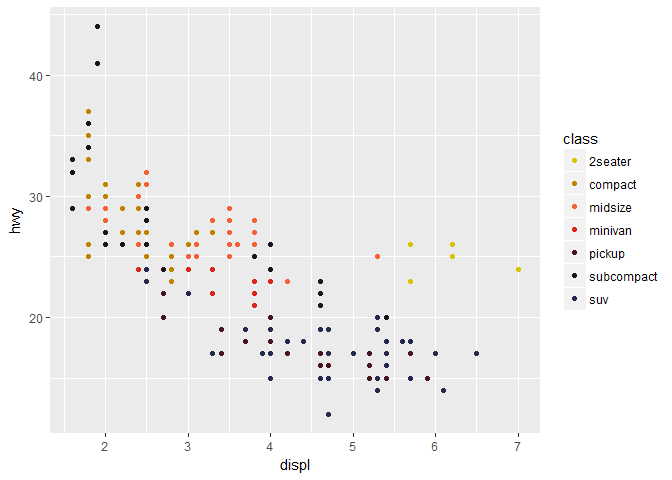 hwy
40
30
20
2 3 4 5 6 7
displ
class
2seater
compact
midsize
minivan
pickup
subcompact
suv